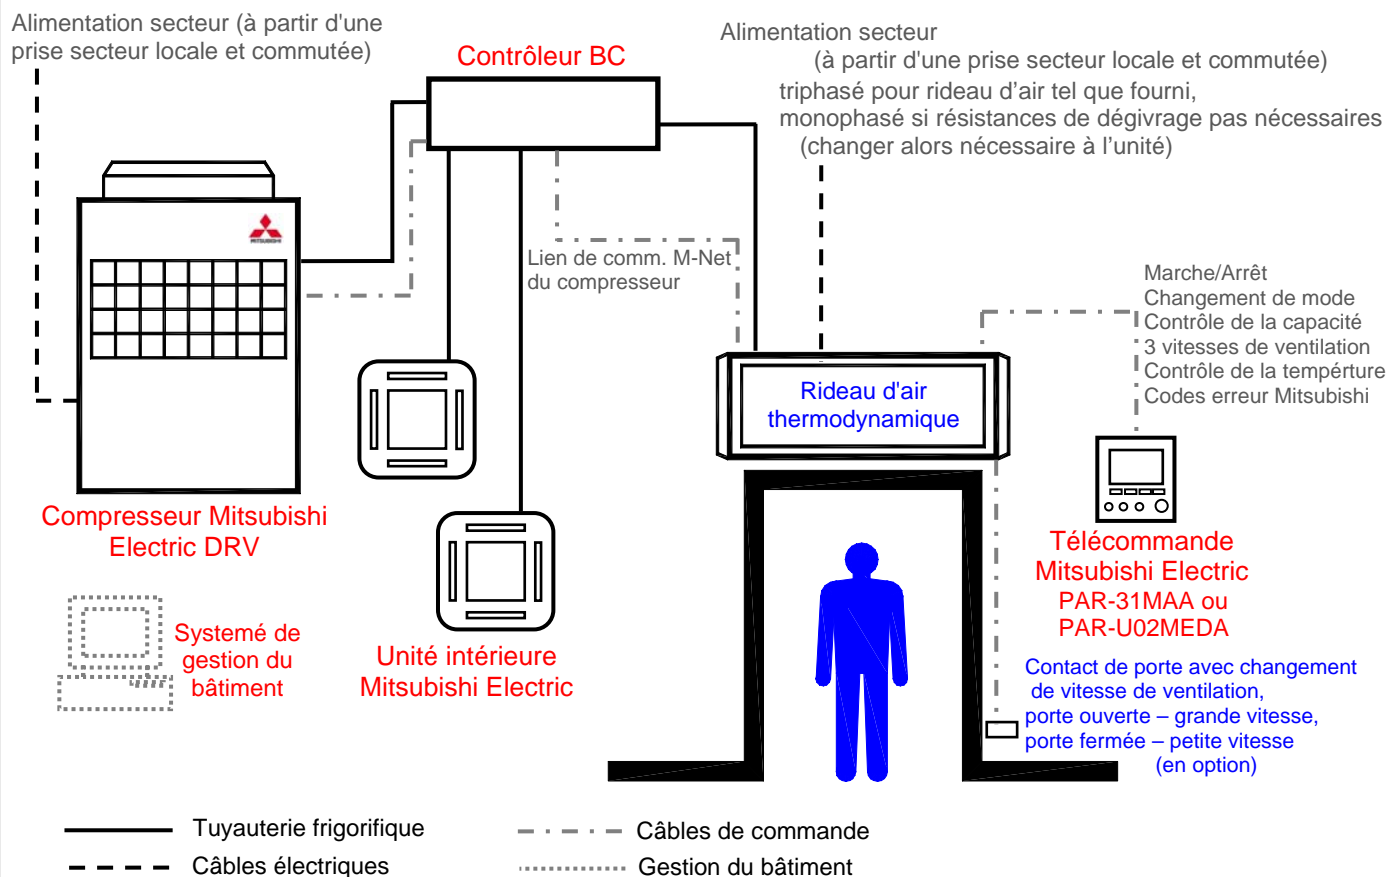 Alimentation secteur (à partir d'une
prise secteur locale et commutée)
Contrôleur BC
Alimentation secteur
(à partir d'une prise secteur locale et commutée)
triphasé pour rideau d'air tel que fourni,
monophasé si résistances de dégivrage pas nécessaires
(changer alors nécessaire à l'unité)
MITSUBISHI
Lien de comm. M-Net
du compresseur
Marche/Arrêt
Changement de mode
Contrôle de la capacité
3 vitesses de ventilation
Contrôle de la tempérture
Codes erreur Mitsubishi
Rideau d'air
thermodynamique
Compresseur Mitsubishi
Electric DRV
Télécommande
Mitsubishi Electric
PAR-31MAA ou
PAR-U02MEDA
Systemé de
gestion du
bâtiment
Unité intérieure
Mitsubishi Electric
Contact de porte avec changement
de vitesse de ventilation,
porte ouverte – grande vitesse,
porte fermée – petite vitesse
(en option)
Tuyauterie frigorifique
Câbles de commande
Câbles électriques
Gestion du bâtiment